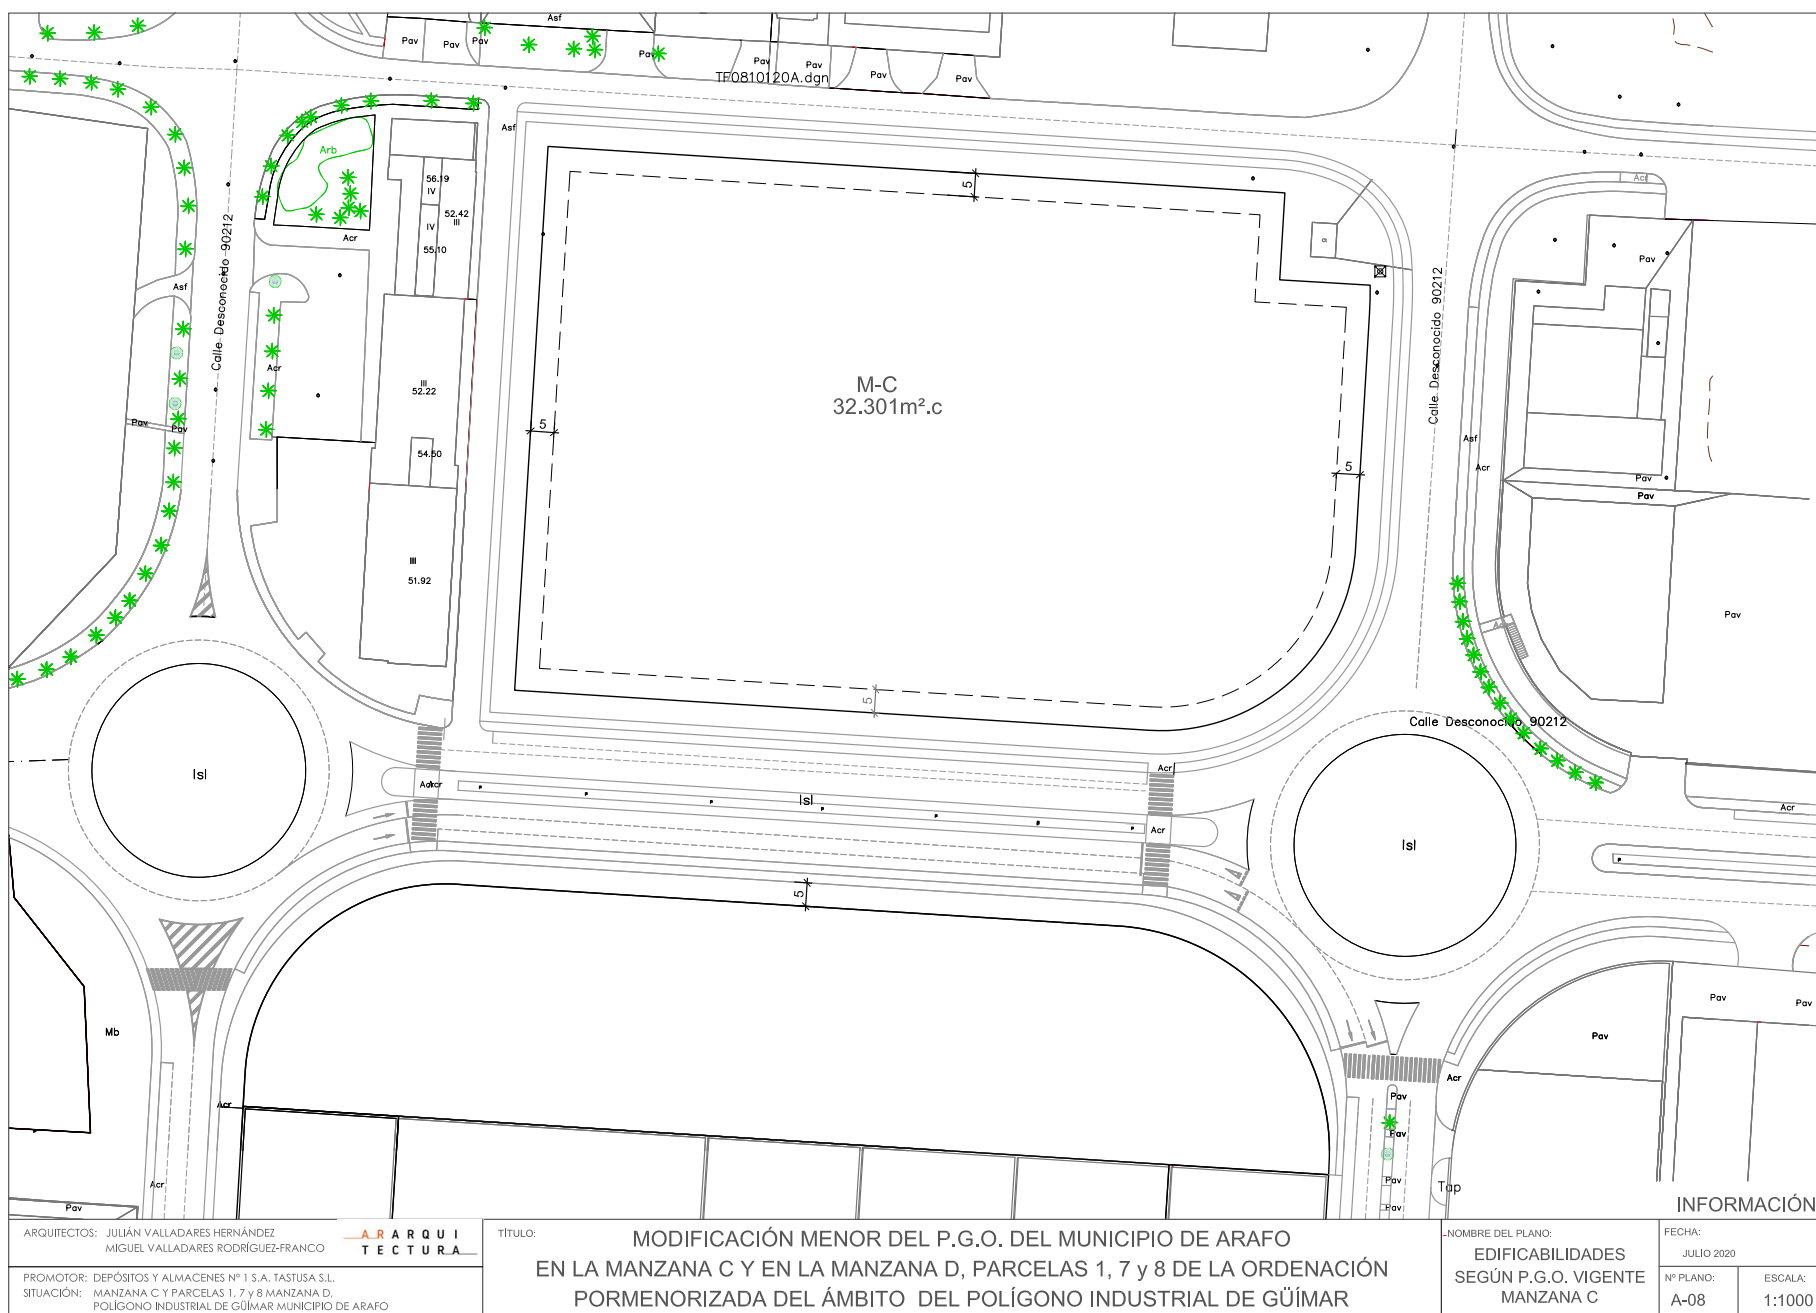 Asf
Pav
Pav
Pav
Pav
Pav
Pav
Pav
Pav
TF0810120A.dgn
Asf
Arb
56.19
IV
52.42
III
IV
55.10
Acr
Calle Desconocido 90212
Asf
Acr
III
52.22
54.50
Pav
Pav
III
51.92
5
5
5
5
M-C
32.301m².c
Calle Desconocido 90212
Acr
Pav
Asf
Acr
Pav
Pav
Pav
Acr
Calle Desconocido 90212
Isl
Acr
Acr
Isl
Acr
Acr
Isl
Acr
5
Mb
Acr
Acr
Pav
Pav
Pav
Pav
Acr
Pav
Pav
Pav
Pav
Tap
INFORMACIÓN
ARQUITECTOS: JULIÁN VALLADARES HERNÁNDEZ
MIGUEL VALLADARES RODRÍGUEZ-FRANCO
ARARQUI
TECTURA
PROMOTOR: DEPÓSITOS Y ALMACENES Nº 1 S.A. TASTUSA S.L.
SITUACIÓN: MANZANA C Y PARCELAS 1, 7 y 8 MANZANA D.
POLÍGONO INDUSTRIAL DE GÜÍMAR MUNICIPIO DE ARAFO
TÍTULO:
MODIFICACIÓN MENOR DEL P.G.O. DEL MUNICIPIO DE ARAFO
EN LA MANZANA C Y EN LA MANZANA D, PARCELAS 1, 7 y 8 DE LA ORDENACIÓN
PORMENORIZADA DEL ÁMBITO DEL POLÍGONO INDUSTRIAL DE GÜÍMAR
NOMBRE DEL PLANO:
EDIFICABILIDADES
SEGÚN P.G.O. VIGENTE
MANZANA C
FECHA:
JULIO 2020
Nº PLANO:
A-08
ESCALA:
1:1000